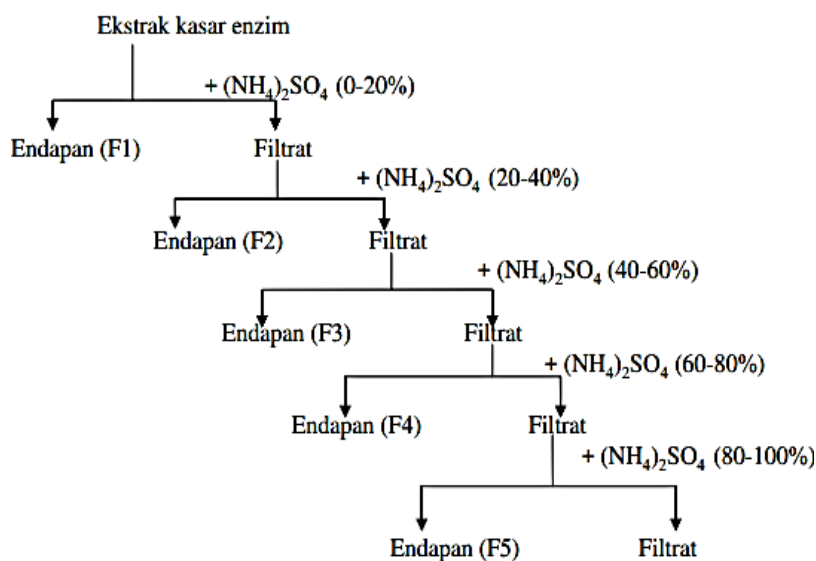 Ekstrak kasar enzim
+ (NH₄)₂SO₄ (0-20%)
Endapan (F1) Filtrat
+ (NH₄)₂SO₄ (20-40%)
Endapan (F2) Filtrat
+ (NH₄)₂SO₄ (40-60%)
Endapan (F3) Filtrat
+ (NH₄)₂SO₄ (60-80%)
Endapan (F4) Filtrat
+ (NH₄)₂SO₄ (80-100%)
Endapan (F5) Filtrat